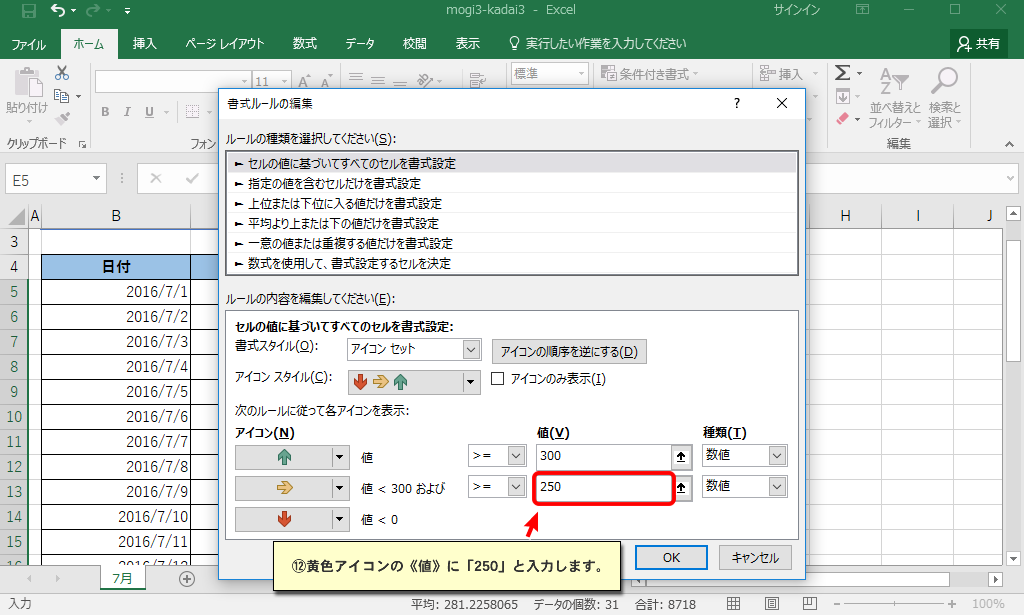 mogi3-kadai3 - Excel
サインイン
ファイル ホーム 挿入 ページ レイアウト 数式 データ 校閲 表示 実行したい作業を入力してください 共有
貼り付け
11
B I U
標準
条件付き書式
挿入
Σ
並べ替えと
フィルター
検索と
選択
クリップボード
フォン
編集
E5
書式ルールの編集
?
ルールの種類を選択してください(S):
► セルの値に基づいてすべてのセルを書式設定
► 指定の値を含むセルだけを書式設定
► 上位または下位に入る値だけを書式設定
► 平均より上または下の値だけを書式設定
► 一意の値または重複する値だけを書式設定
► 数式を使用して、書式設定するセルを決定
ルールの内容を編集してください(E):
セルの値に基づいてすべてのセルを書式設定:
書式スタイル(O): アイコン セット アイコンの順序を逆にする(D)
アイコン スタイル(C): アイコンのみ表示(I)
次のルールに従って各アイコンを表示:
アイコン(N) 値(V) 種類(T)
値 >= 300 数値
値 < 300 および >= 250 数値
値 < 0
OK キャンセル
⑫黄色アイコンの《値》に「250」と入力します。
A B H I J
3
4 日付
5 2016/7/1
6 2016/7/2
7 2016/7/3
8 2016/7/4
9 2016/7/5
10 2016/7/6
11 2016/7/7
12 2016/7/8
13 2016/7/9
14 2016/7/10
15 2016/7/11
7月
入力 平均: 281.2258065 データの個数: 31 合計: 8718 100%